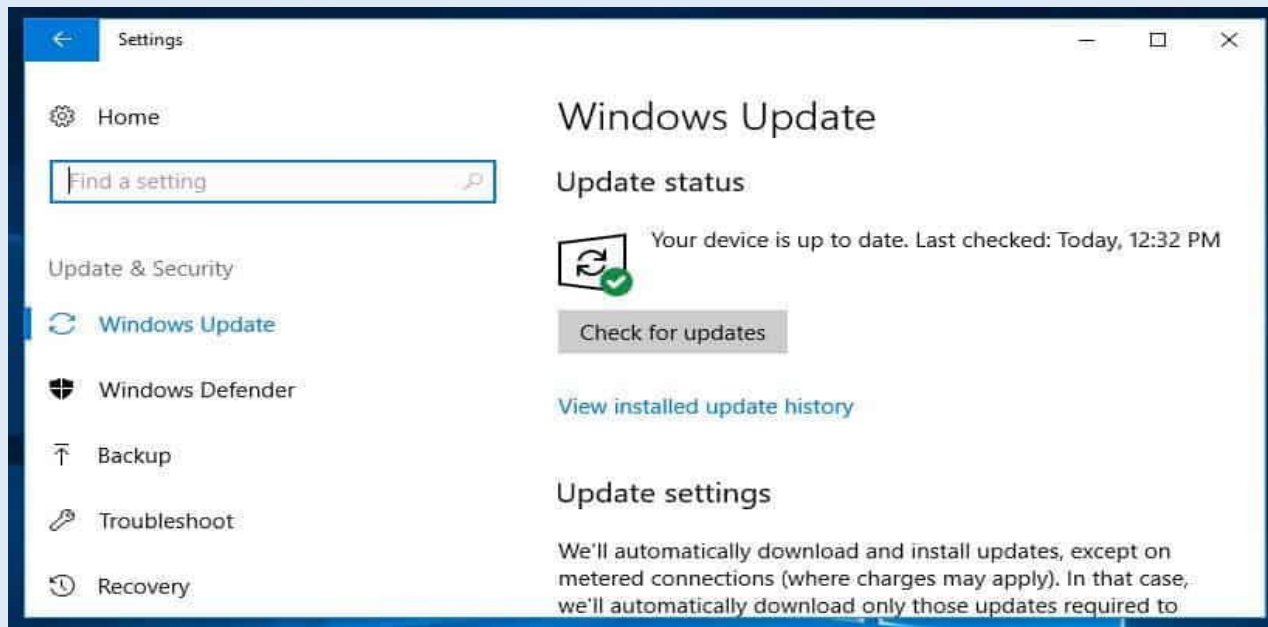 Settings
Home
Find a setting
Update & Security
Windows Update
Windows Defender
Backup
Troubleshoot
Recovery
Windows Update
Update status
Your device is up to date. Last checked: Today, 12:32 PM
Check for updates
View installed update history
Update settings
We'll automatically download and install updates, except on
metered connections (where charges may apply). In that case,
we'll automatically download only those updates required to